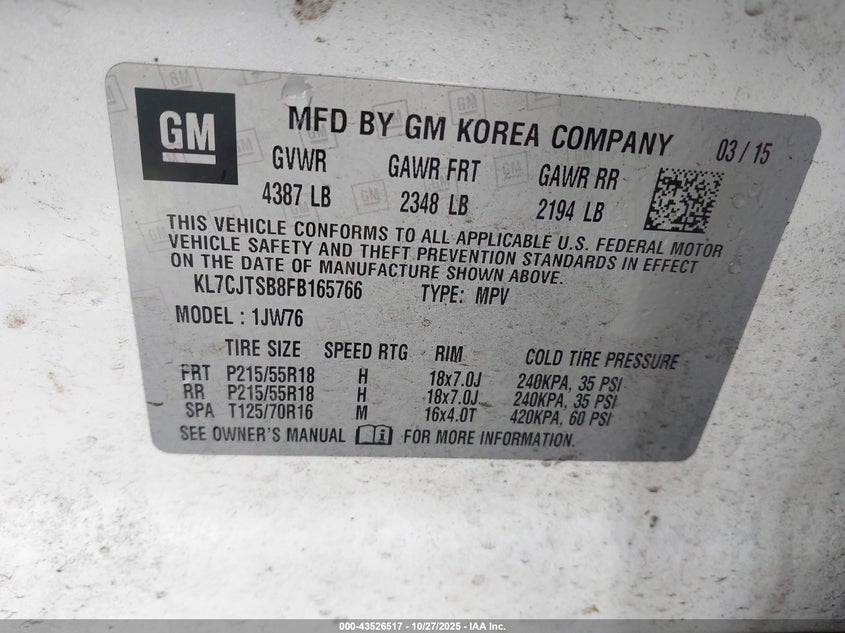 GM
MFD BY GM KOREA COMPANY 03/15
GVWR GAWR FRT GAWR RR
4387 LB 2348 LB 2194 LB
THIS VEHICLE CONFORMS TO ALL APPLICABLE U.S. FEDERAL MOTOR
VEHICLE SAFETY AND THEFT PREVENTION STANDARDS IN EFFECT
ON THE DATE OF MANUFACTURE SHOWN ABOVE.
KL7CJTSB8FB165766 TYPE: MPV
MODEL : 1JW76
TIRE SIZE SPEED RTG RIM COLD TIRE PRESSURE
FRT P215/55R18 H 18x7.0J 240KPA, 35 PSI
RR P215/55R18 H 18x7.0J 240KPA, 35 PSI
SPA T125/70R16 M 16x4.0T 420KPA, 60 PSI
SEE OWNER'S MANUAL FOR MORE INFORMATION.
000-43526517 - 10/27/2025 - IAA Inc.